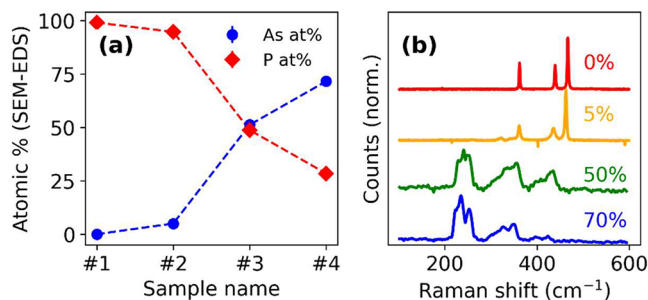 (a)
As at%
P at%
Atomic % (SEM-EDS)
100
75
50
25
0
#1 #2 #3 #4
Sample name
(b)
0%
5%
50%
70%
Counts (norm.)
200 400 600
Raman shift (cm⁻¹)